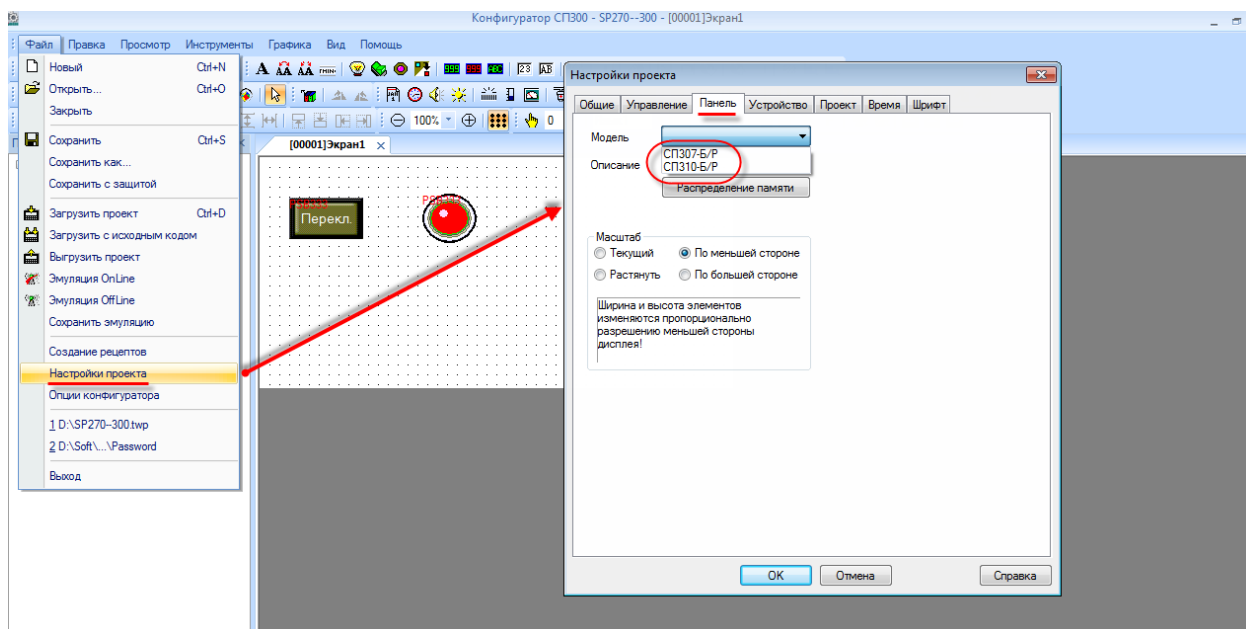 Конфигуратор СП300 - SP270--300 - [00001]Экран1
Файл Правка Просмотр Инструменты Графика Вид Помощь
Новый Ctrl+N
Открыть... Ctrl+O
Закрыть
Сохранить Ctrl+S
Сохранить как...
Сохранить с защитой
Загрузить проект Ctrl+D
Загрузить с исходным кодом
Выгрузить проект
Эмуляция OnLine
Эмуляция OffLine
Сохранить эмуляцию
Создание рецептов
Настройки проекта
Опции конфигуратора
1 D:\SP270--300.twp
2 D:\Soft\...\Password
Выход
100%
0
[00001]Экран1
Перекл.
Настройки проекта
Общие Управление Панель Устройство Проект Время Шрифт
Модель
СП307-Б/Р
Описание
СП310-Б/Р
Распределение памяти
Масштаб
Текущий По меньшей стороне
Растянуть По большей стороне
Ширина и высота элементов
изменяются пропорционально
разрешению меньшей стороны
дисплея!
OK Отмена Справка